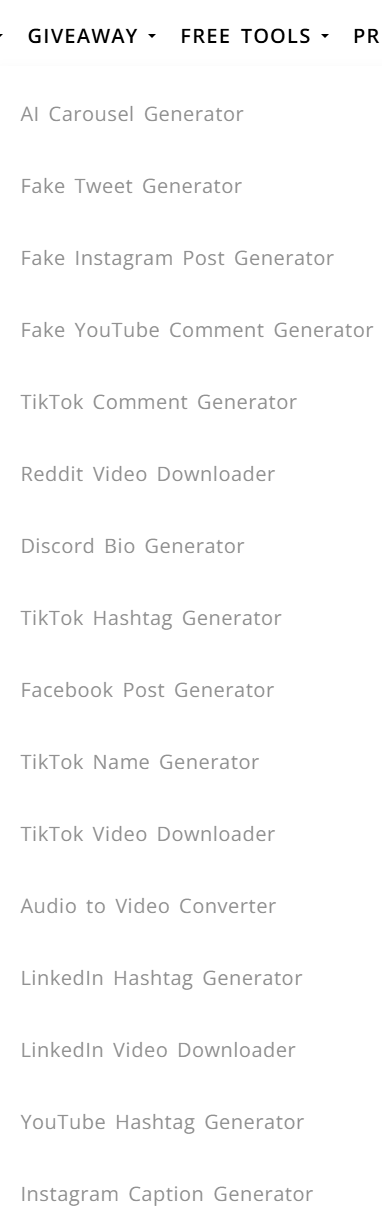 GIVEAWAY FREE TOOLS PR
AI Carousel Generator
Fake Tweet Generator
Fake Instagram Post Generator
Fake YouTube Comment Generator
TikTok Comment Generator
Reddit Video Downloader
Discord Bio Generator
TikTok Hashtag Generator
Facebook Post Generator
TikTok Name Generator
TikTok Video Downloader
Audio to Video Converter
LinkedIn Hashtag Generator
LinkedIn Video Downloader
YouTube Hashtag Generator
Instagram Caption Generator